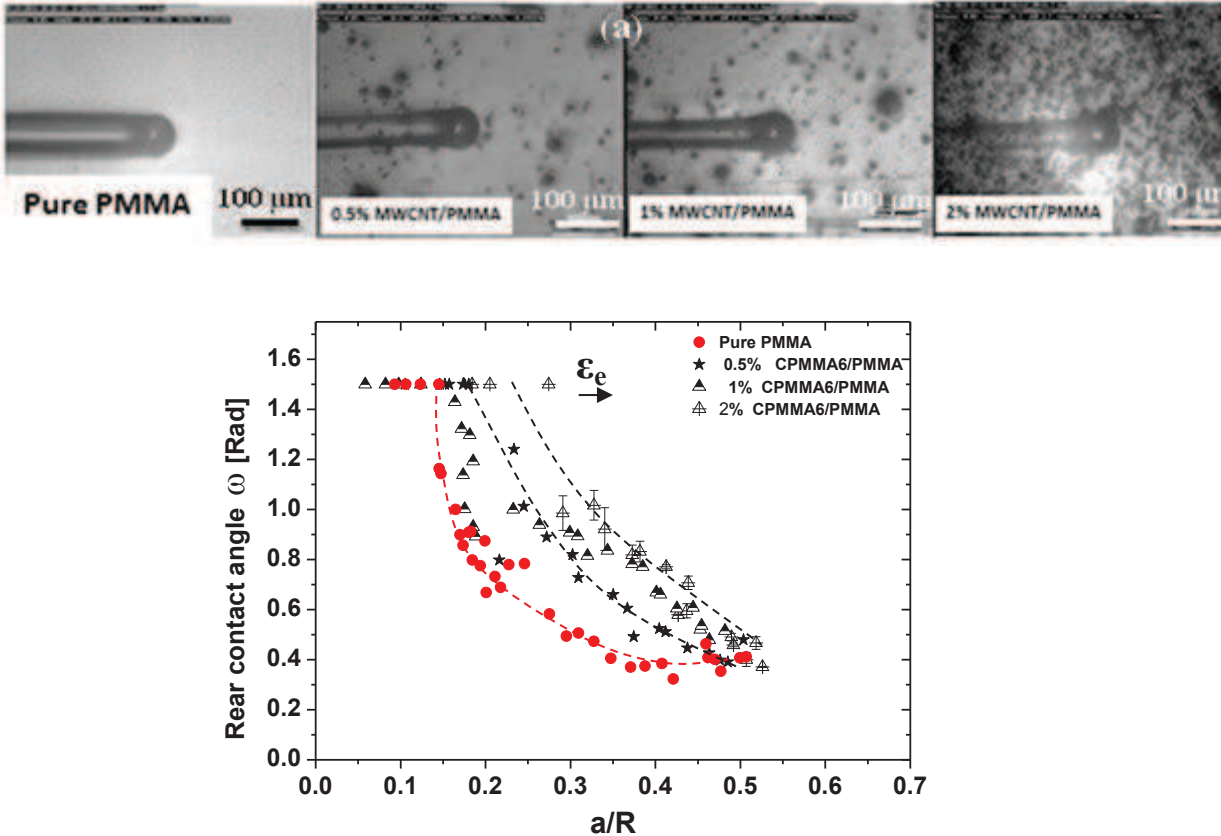 (a)
Pure PMMA
100 µm
0.5% MWCNT/PMMA
100 µm
1% MWCNT/PMMA
100 µm
2% MWCNT/PMMA
100 µm
Rear contact angle ω [Rad]
1.6
1.4
1.2
1.0
0.8
0.6
0.4
0.2
0.0
εe
Pure PMMA
0.5% CPMMA6/PMMA
1% CPMMA6/PMMA
2% CPMMA6/PMMA
0.0 0.1 0.2 0.3 0.4 0.5 0.6 0.7
a/R